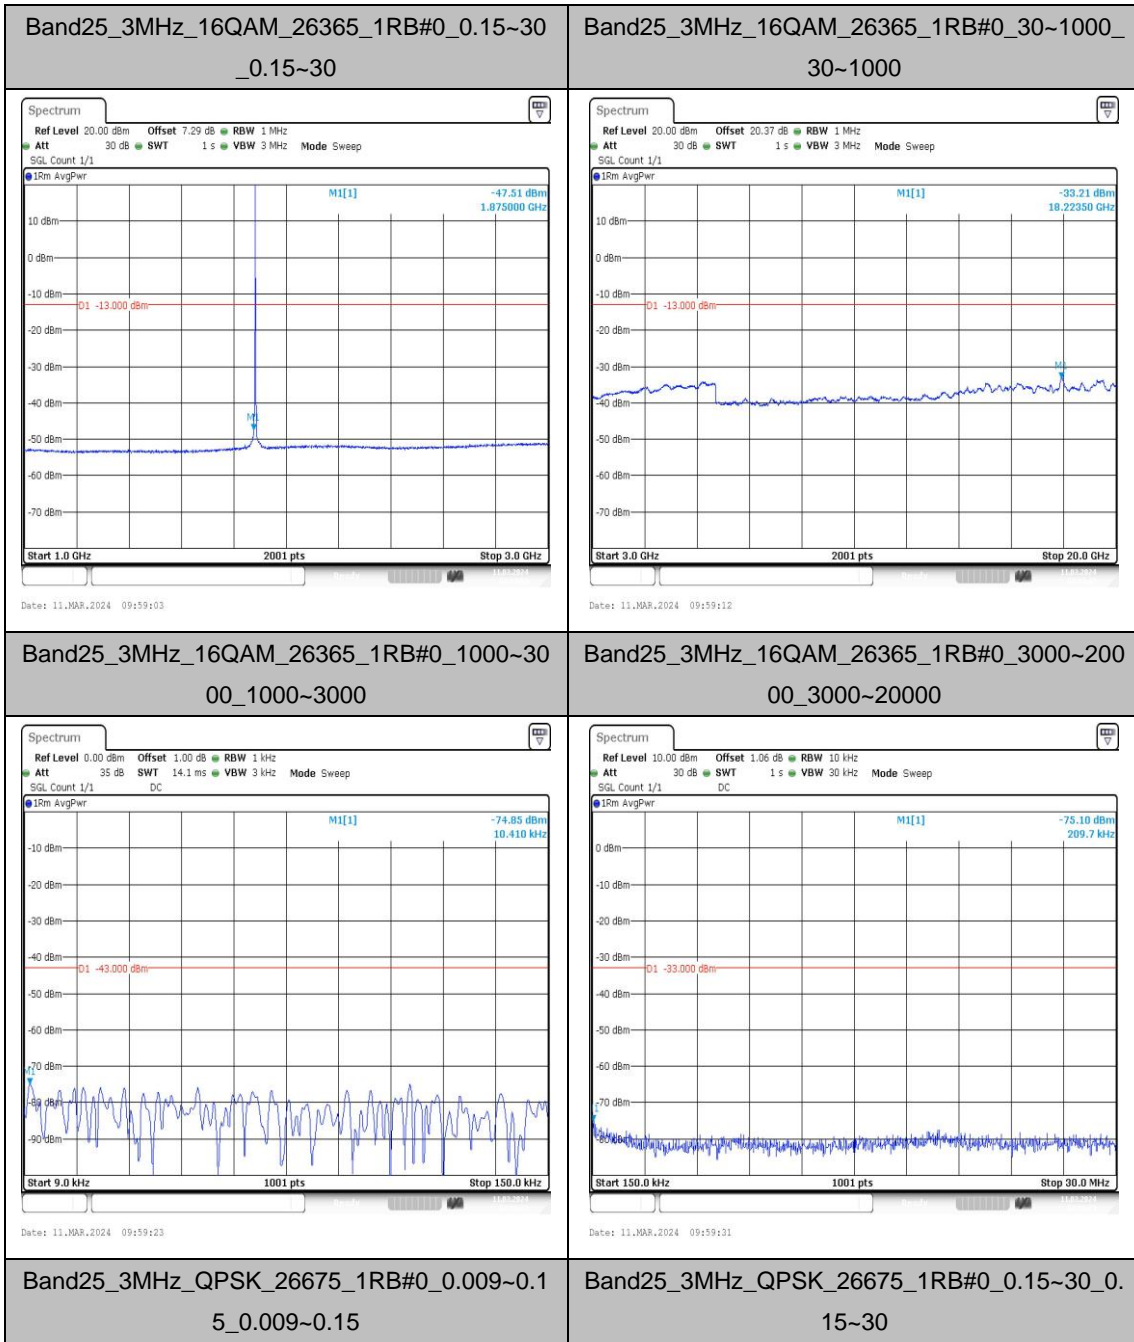 Band25_3MHz_16QAM_26365_1RB#0_0.15~30
_0.15~30
Band25_3MHz_16QAM_26365_1RB#0_30~1000_
30~1000
Spectrum
Ref Level 20.00 dBm Offset 7.29 dB RBW 1 MHz
Att 30 dB SWT 1 s VBW 3 MHz Mode Sweep
SGL Count 1/1
1Rm AvgPwr
M1[1] -47.51 dBm
1.875000 GHz
10 dBm
0 dBm
-10 dBm
D1 -13.000 dBm
-20 dBm
-30 dBm
-40 dBm
M1
-50 dBm
-60 dBm
-70 dBm
Start 1.0 GHz 2001 pts Stop 3.0 GHz
Date: 11.MAR.2024 09:59:03
Spectrum
Ref Level 20.00 dBm Offset 20.37 dB RBW 1 MHz
Att 30 dB SWT 1 s VBW 3 MHz Mode Sweep
SGL Count 1/1
1Rm AvgPwr
M1[1] -33.21 dBm
18.22350 GHz
10 dBm
0 dBm
-10 dBm
D1 -13.000 dBm
-20 dBm
-30 dBm
M1
-40 dBm
-50 dBm
-60 dBm
-70 dBm
Start 3.0 GHz 2001 pts Stop 20.0 GHz
Date: 11.MAR.2024 09:59:12
Band25_3MHz_16QAM_26365_1RB#0_1000~30
00_1000~3000
Band25_3MHz_16QAM_26365_1RB#0_3000~200
00_3000~20000
Spectrum
Ref Level 0.00 dBm Offset 1.00 dB RBW 1 kHz
Att 35 dB SWT 14.1 ms VBW 3 kHz Mode Sweep
SGL Count 1/1 DC
1Rm AvgPwr
M1[1] -74.85 dBm
10.410 kHz
-10 dBm
-20 dBm
-30 dBm
-40 dBm
D1 -43.000 dBm
-50 dBm
-60 dBm
-70 dBm
M1
-80 dBm
-90 dBm
Start 9.0 kHz 1001 pts Stop 150.0 kHz
Date: 11.MAR.2024 09:59:23
Spectrum
Ref Level 10.00 dBm Offset 1.06 dB RBW 10 kHz
Att 30 dB SWT 1 s VBW 30 kHz Mode Sweep
SGL Count 1/1 DC
1Rm AvgPwr
M1[1] -75.10 dBm
209.7 kHz
0 dBm
-10 dBm
-20 dBm
-30 dBm
D1 -33.000 dBm
-40 dBm
-50 dBm
-60 dBm
-70 dBm
-80 dBm
Start 150.0 kHz 1001 pts Stop 30.0 MHz
Date: 11.MAR.2024 09:59:31
Band25_3MHz_QPSK_26675_1RB#0_0.009~0.1
5_0.009~0.15
Band25_3MHz_QPSK_26675_1RB#0_0.15~30_0.
15~30